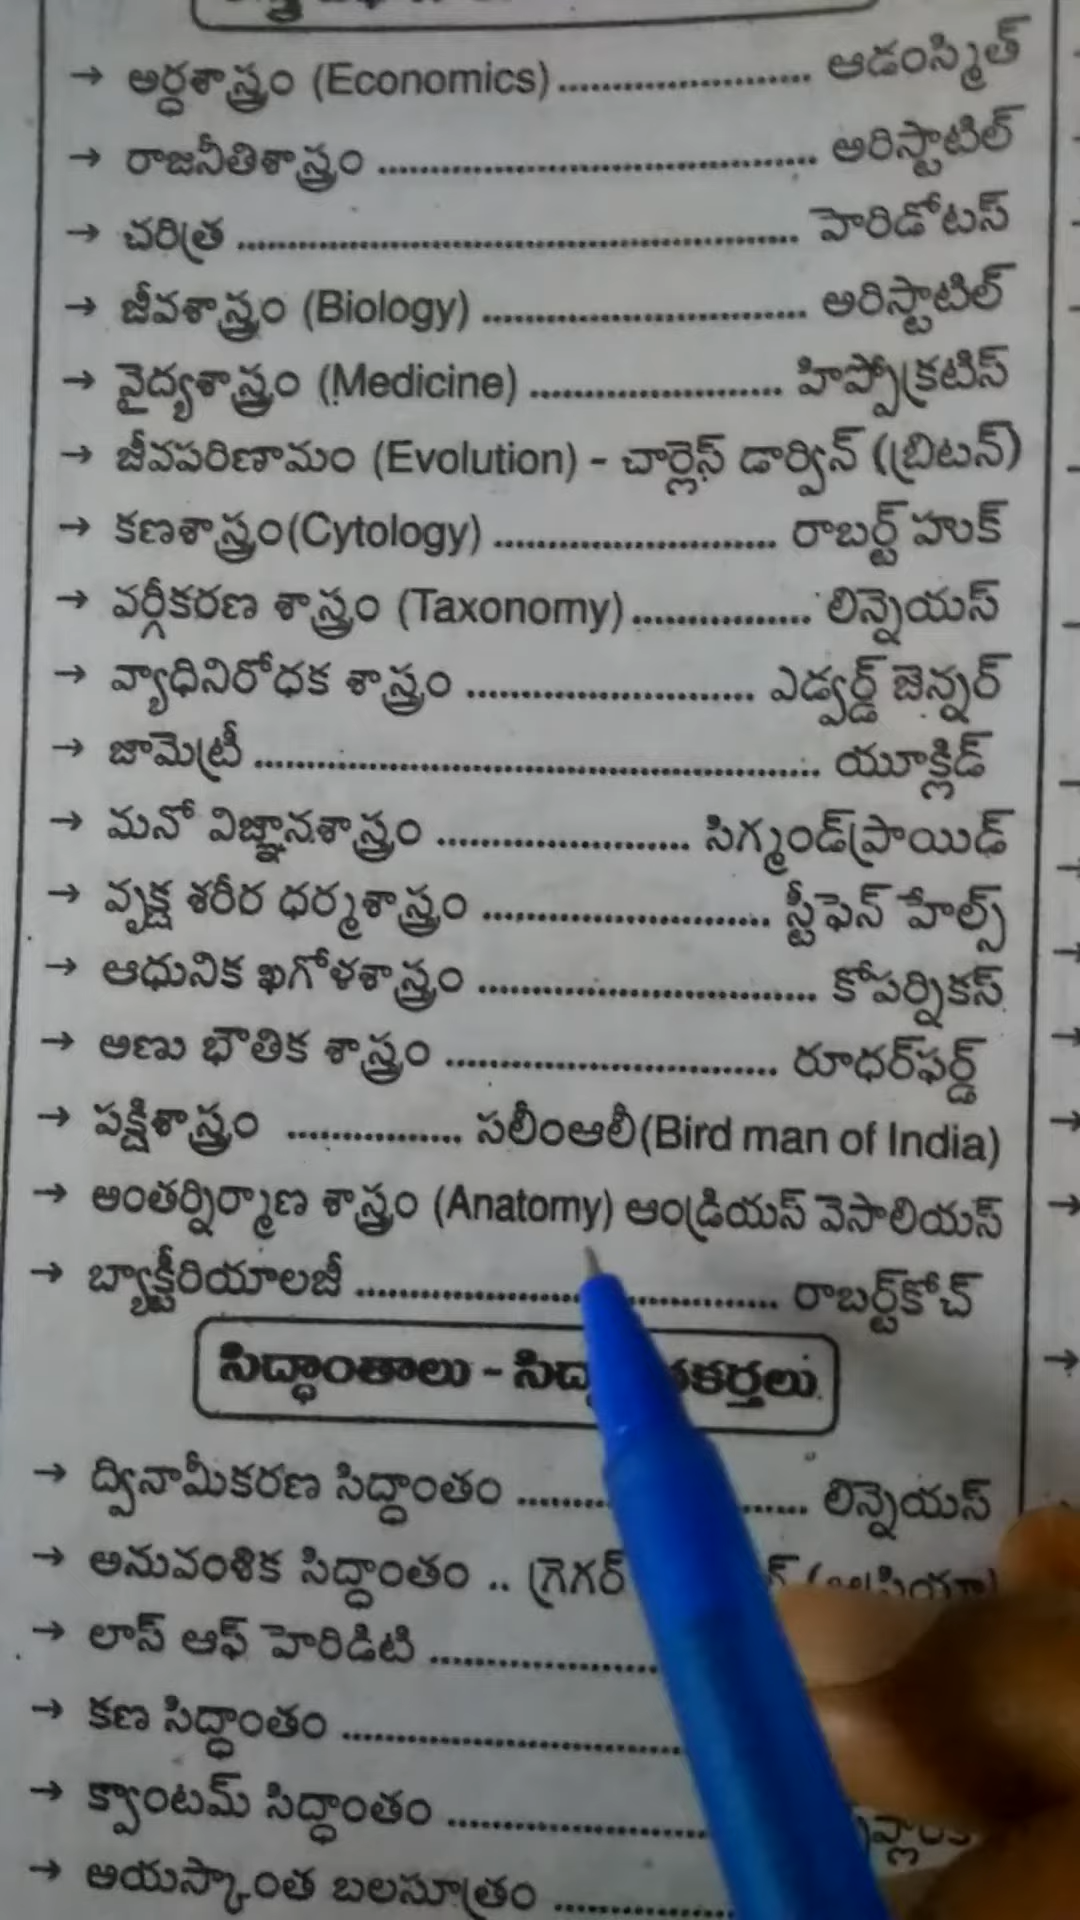 → అర్థశాస్త్రం (Economics).............................. ఆడంస్మిత్
→ రాజనీతిశాస్త్రం .................................................... అరిస్టాటిల్
→ చరిత్ర .................................................................. హెరిడోటస్
→ జీవశాస్త్రం (Biology) ...................................... అరిస్టాటిల్
→ వైద్యశాస్త్రం (Medicine) .............................. హిప్పోక్రటిస్
→ జీవపరిణామం (Evolution) - చార్లెస్ డార్విన్ (బ్రిటన్)
→ కణశాస్త్రం(Cytology) ................................. రాబర్ట్ హుక్
→ వర్గీకరణ శాస్త్రం (Taxonomy)..................... లిన్నెయస్
→ వ్యాధినిరోధక శాస్త్రం .................................. ఎడ్వర్డ్ జెన్నర్
→ జామెట్రీ................................................................... యూక్లిడ్
→ మనో విజ్ఞానశాస్త్రం .............................. సిగ్మండ్‌ప్రాయిడ్
→ వృక్ష శరీర ధర్మశాస్త్రం .................................. స్టీఫెన్ హేల్స్
→ ఆధునిక ఖగోళశాస్త్రం ........................................ కోపర్నికస్
→ అణు భౌతిక శాస్త్రం ....................................... రూధర్‌ఫర్డ్
→ పక్షిశాస్త్రం .................... సలీంఆలీ(Bird man of India)
→ అంతర్నిర్మాణ శాస్త్రం (Anatomy) ఆండ్రియస్ వెసాలియస్
→ బ్యాక్టీరియాలజీ .................................................. రాబర్ట్‌కోచ్
సిద్ధాంతాలు -
→ ద్వినామీకరణ సిద్ధాంతం .................. లిన్నెయస్
→ అనువంశిక సిద్ధాంతం .. గ్రెగర్
→ లాస్ ఆఫ్ హెరిడిటి ...........................
→ కణ సిద్ధాంతం ........................................
→ క్వాంటమ్ సిద్ధాంతం ...............................
→ అయస్కాంత బలసూత్రం .....................